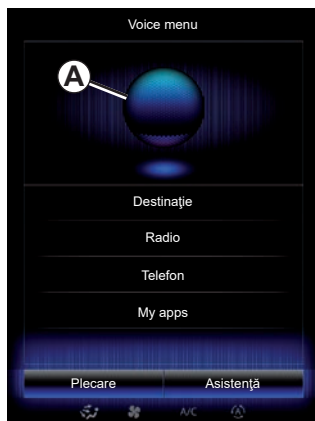 Voice menu
A
Destinaţie
Radio
Telefon
My apps
Plecare Asistenţă
A/C